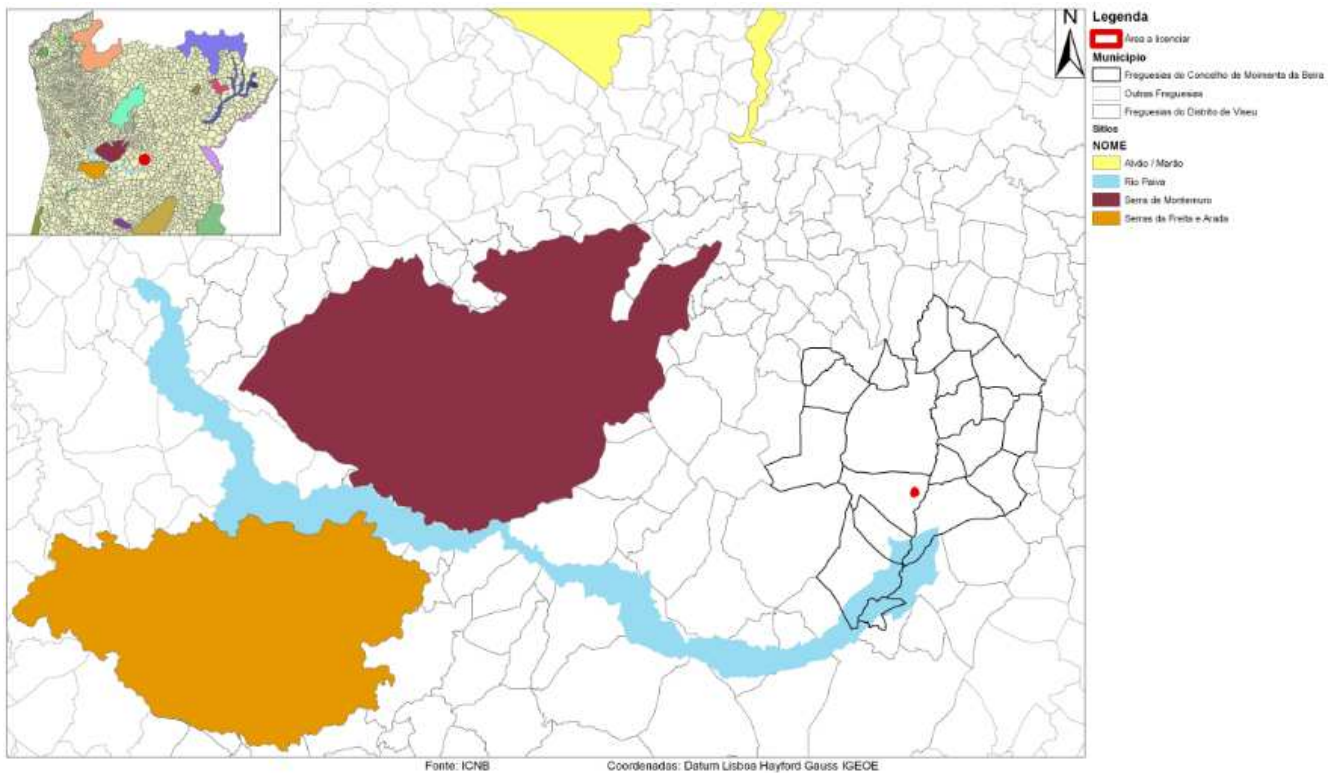 N
Legenda
Área a licenciar
Município
Freguesias do Concelho de Moimenta da Beira
Outras Freguesias
Freguesias do Distrito de Viseu
Sítios
NOME
Alvão / Marão
Rio Paiva
Serra de Montemuro
Serras da Freita e Arada
Fonte: ICNB Coordenadas: Datum Lisboa Hayford Gauss IGEOE